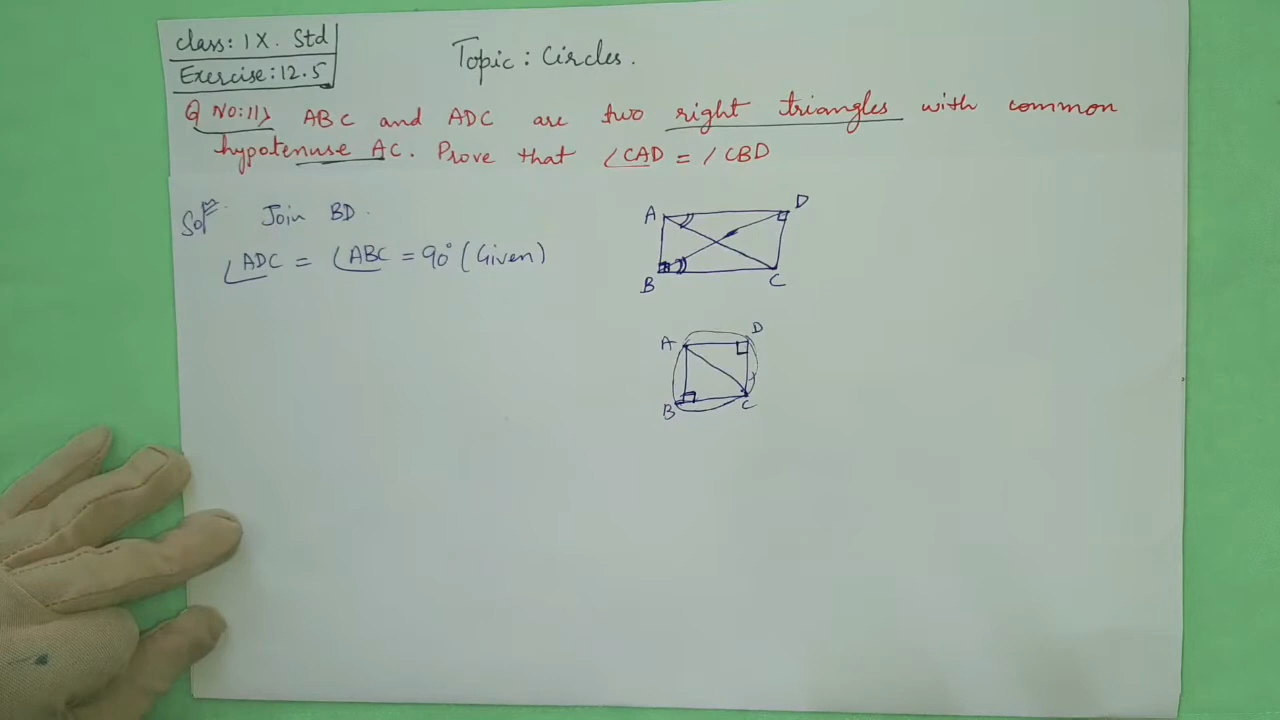 class: IX. Std
Exercise: 12.5
Topic: Circles.
Q No: 11) ABC and ADC are two right triangles with common
hypotenuse AC. Prove that ∠CAD = ∠CBD
Sol Join BD.
∠ADC = ∠ABC = 90° (Given)
A D
B C
A D
B C